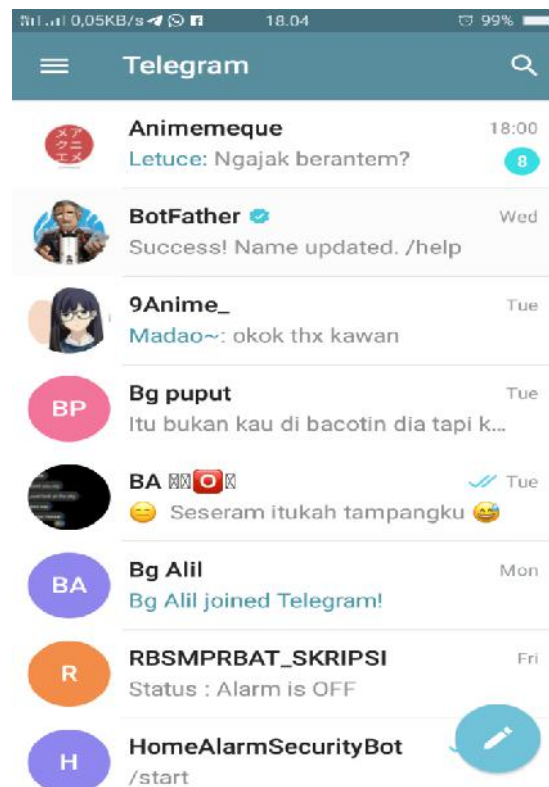 0,05KB/s 18.04 99%
Telegram
Animemeque 18:00
Letuce: Ngajak berantem? 8
BotFather Wed
Success! Name updated. /help
9Anime_ Tue
Madao~: okok thx kawan
BP Bg puput Tue
Itu bukan kau di bacotin dia tapi k...
BA 🅾️ Tue
😑 Seseram itukah tampangku 😅
BA Bg Alil Mon
Bg Alil joined Telegram!
R RBSMPRBAT_SKRIPSI Fri
Status : Alarm is OFF
H HomeAlarmSecurityBot
/start